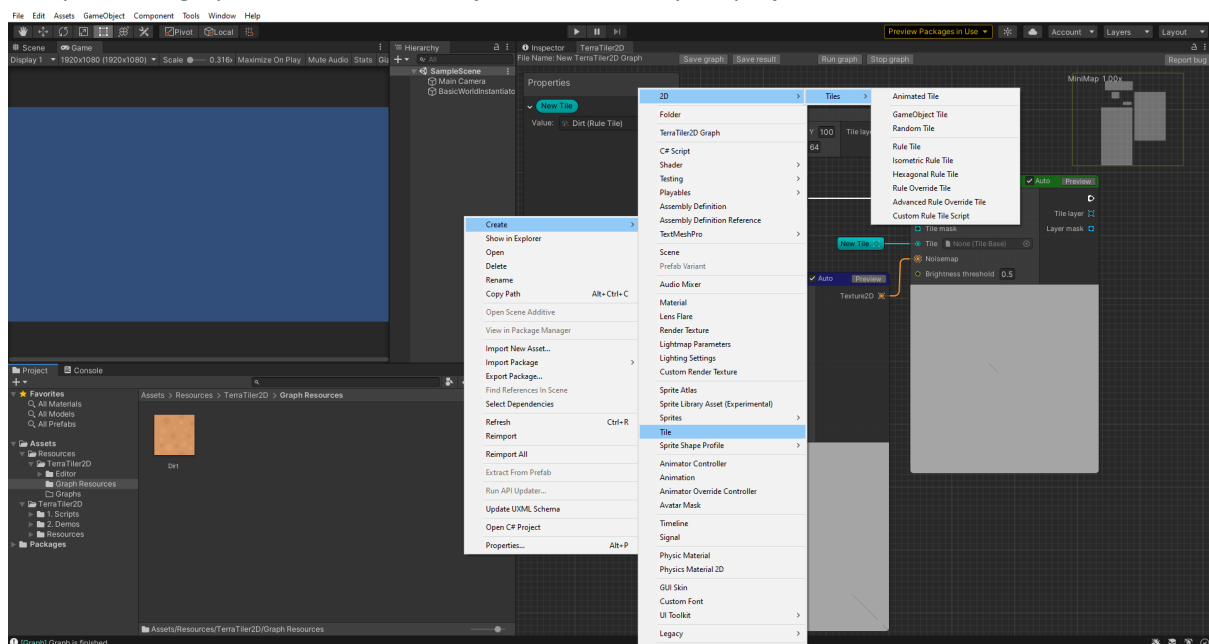 File Edit Assets GameObject Component Tools Window Help
Pivot Local Preview Packages in Use Account Layers Layout
Scene Game
Display 1 1920x1080 (1920x1080) Scale 0.316x Maximize On Play Mute Audio Stats Giz
Hierarchy
All
SampleScene
Main Camera
BasicWorldInstantiato
Inspector TerraTiler2D
File Name: New TerraTiler2D Graph Save graph Save result Run graph Stop graph Report bug
Properties
New Tile
Value: Dirt (Rule Tile)
MiniMap 1.00x
Y 100 Tile lay
64
Auto Preview
Tile layer
Tile mask Layer mask
New Tile Tile None (Tile Base)
Noisemap
Brightness threshold 0.5
Auto Preview
Texture2D
Create
Show in Explorer
Open
Delete
Rename
Copy Path Alt+Ctrl+C
Open Scene Additive
View in Package Manager
Import New Asset...
Import Package
Export Package...
Find References In Scene
Select Dependencies
Refresh Ctrl+R
Reimport
Reimport All
Extract From Prefab
Run API Updater...
Update UXML Schema
Open C# Project
Properties... Alt+P
2D
Folder
TerraTiler2D Graph
C# Script
Shader
Testing
Playables
Assembly Definition
Assembly Definition Reference
TextMeshPro
Scene
Prefab Variant
Audio Mixer
Material
Lens Flare
Render Texture
Lightmap Parameters
Lighting Settings
Custom Render Texture
Sprite Atlas
Sprite Library Asset (Experimental)
Sprites
Tile
Sprite Shape Profile
Animator Controller
Animation
Animator Override Controller
Avatar Mask
Timeline
Signal
Physic Material
Physics Material 2D
GUI Skin
Custom Font
UI Toolkit
Legacy
Tiles
Animated Tile
GameObject Tile
Random Tile
Rule Tile
Isometric Rule Tile
Hexagonal Rule Tile
Rule Override Tile
Advanced Rule Override Tile
Custom Rule Tile Script
Project Console
Favorites
All Materials
All Models
All Prefabs
Assets
Resources
TerraTiler2D
Editor
Graph Resources
Graphs
TerraTiler2D
1. Scripts
2. Demos
Resources
Packages
Assets > Resources > TerraTiler2D > Graph Resources
Dirt
Assets/Resources/TerraTiler2D/Graph Resources
[Graph] Graph is finished